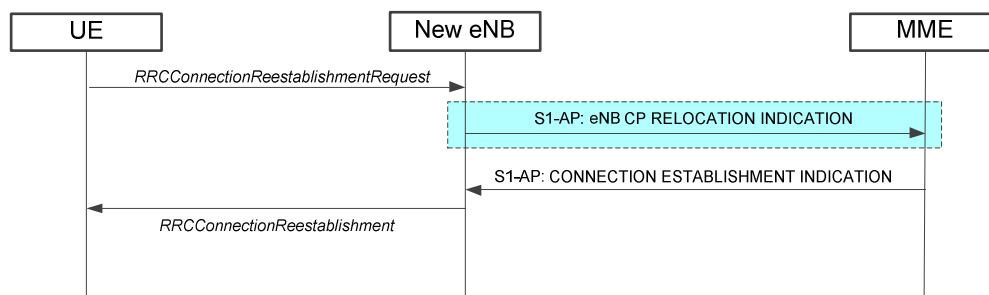 UE
New eNB
MME
RRCConnectionReestablishmentRequest
S1-AP: eNB CP RELOCATION INDICATION
S1-AP: CONNECTION ESTABLISHMENT INDICATION
RRCConnectionReestablishment